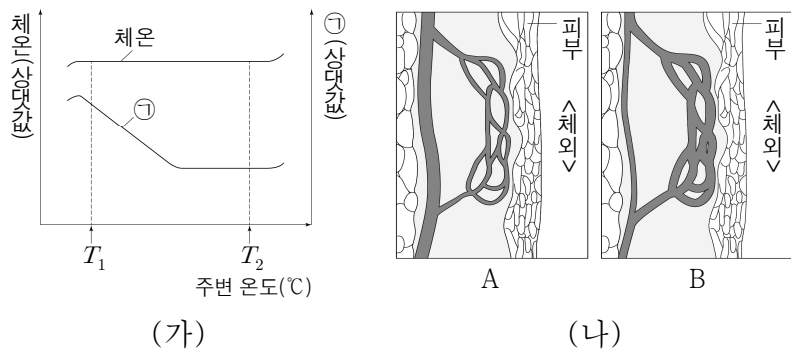 체온(상댓값)
체온
㉠
㉠(상댓값)
T₁
T₂
주변 온도(℃)
(가)
피부
<체외>
A
피부
<체외>
B
(나)